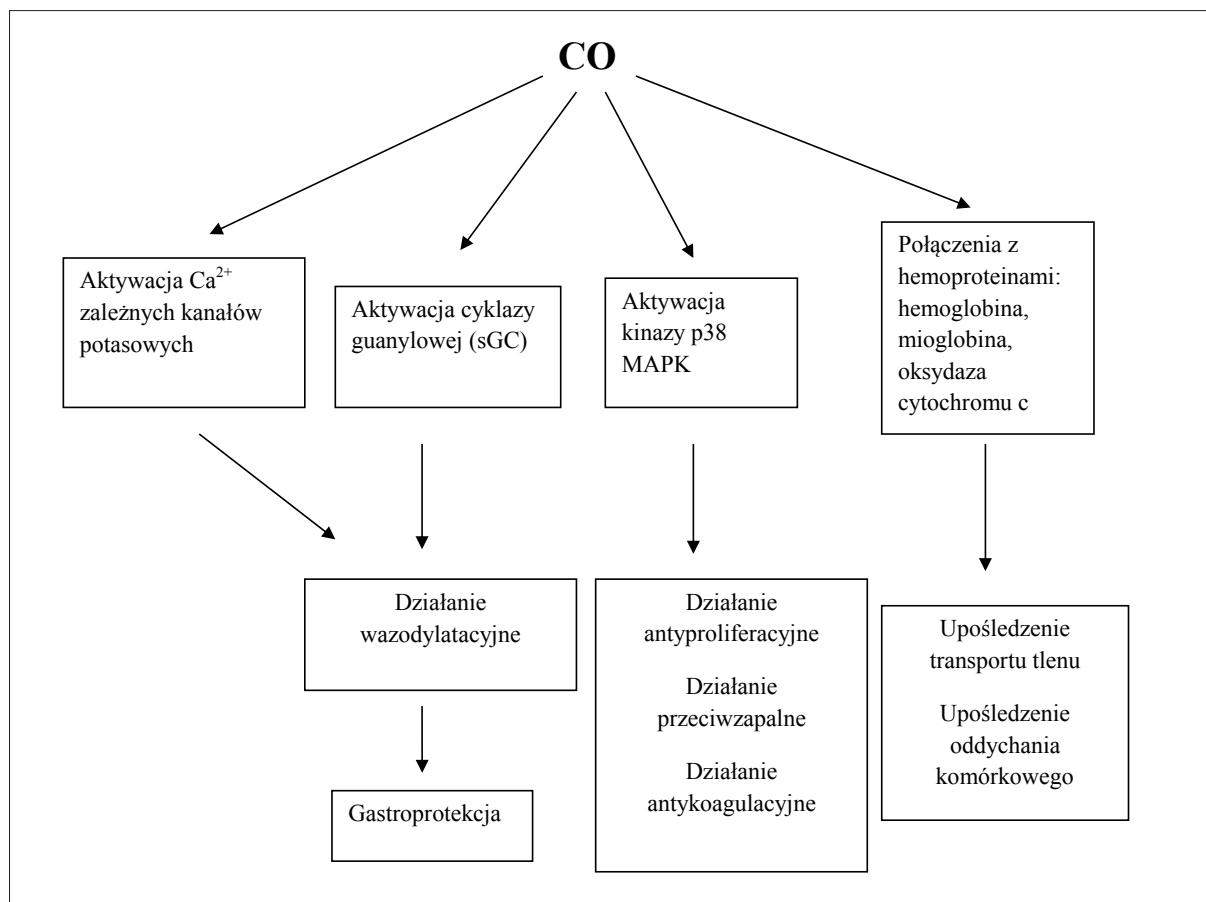 CO
Aktywacja Ca²⁺
zależnych kanałów
potasowych
Aktywacja cyklazy
guanylowej (sGC)
Aktywacja
kinazy p38
MAPK
Połączenia z
hemoproteinami:
hemoglobina,
mioglobina,
oksydaza
cytochromu c
Działanie
wazodylatacyjne
Działanie
antyproliferacyjne
Działanie
przeciwzapalne
Działanie
antykoagulacyjne
Upośledzenie
transportu tlenu
Upośledzenie
oddychania
komórkowego
Gastroprotekcja